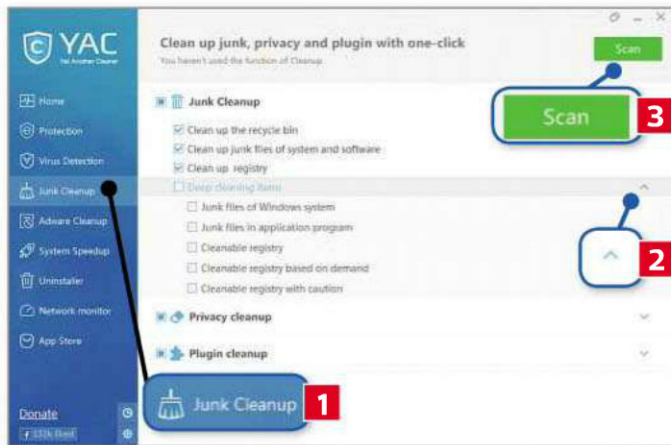 YAC
Yet Another Cleaner
Clean up junk, privacy and plugin with one-click
You haven't used the function of Cleanup.
Scan
Home
Protection
Virus Detection
Junk Cleanup
Adware Cleanup
System Speedup
Uninstaller
Network monitor
App Store
Donate
Junk Cleanup
Clean up the recycle bin
Clean up junk files of system and software
Clean up registry
Deep cleaning items
Junk files of Windows system
Junk files in application program
Cleanable registry
Cleanable registry based on demand
Cleanable registry with caution
Privacy cleanup
Plugin cleanup
Scan
3
2
Junk Cleanup
1